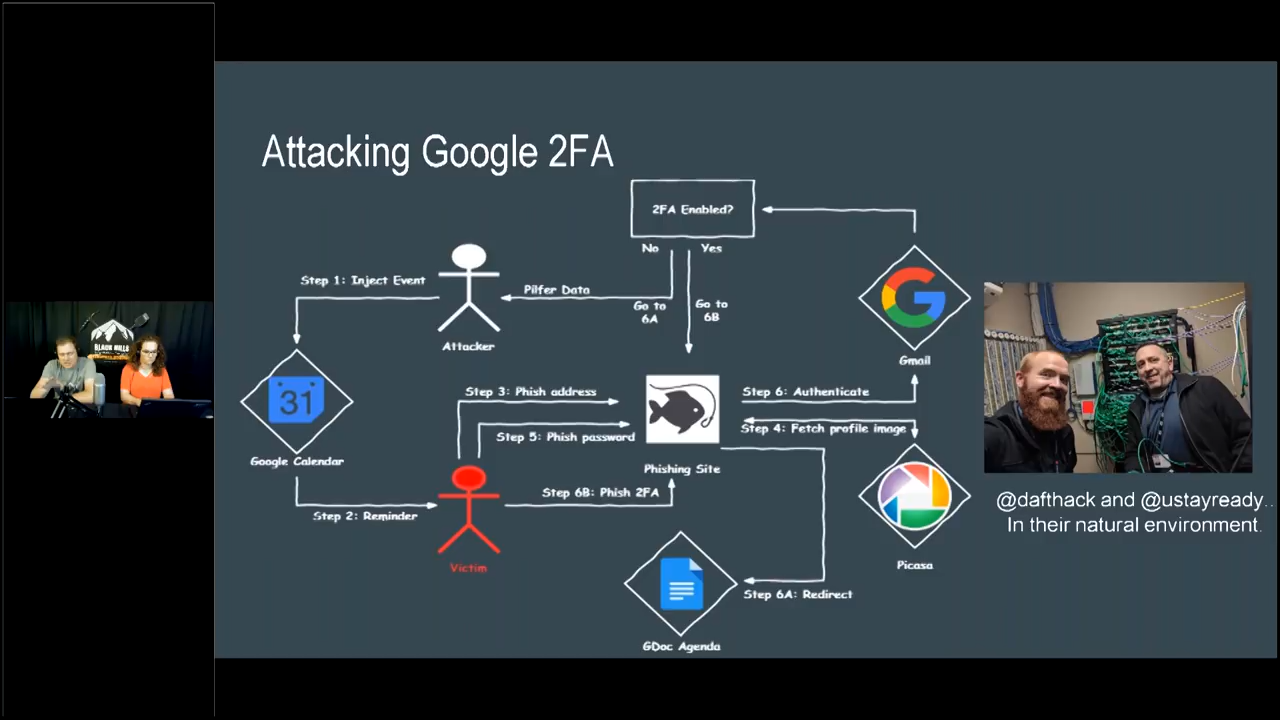 Attacking Google 2FA
2FA Enabled?
No
Yes
Step 1: Inject Event
Pilfer Data
Go to
6A
Go to
6B
Attacker
Gmail
31
Step 3: Phish address
Step 6: Authenticate
Step 4: Fetch profile image
Step 5: Phish password
Google Calendar
Phishing Site
Step 6B: Phish 2FA
Step 2: Reminder
Victim
Picasa
Step 6A: Redirect
GDoc Agenda
@dafthack and @ustayready..
In their natural environment.
BLACK HILLS